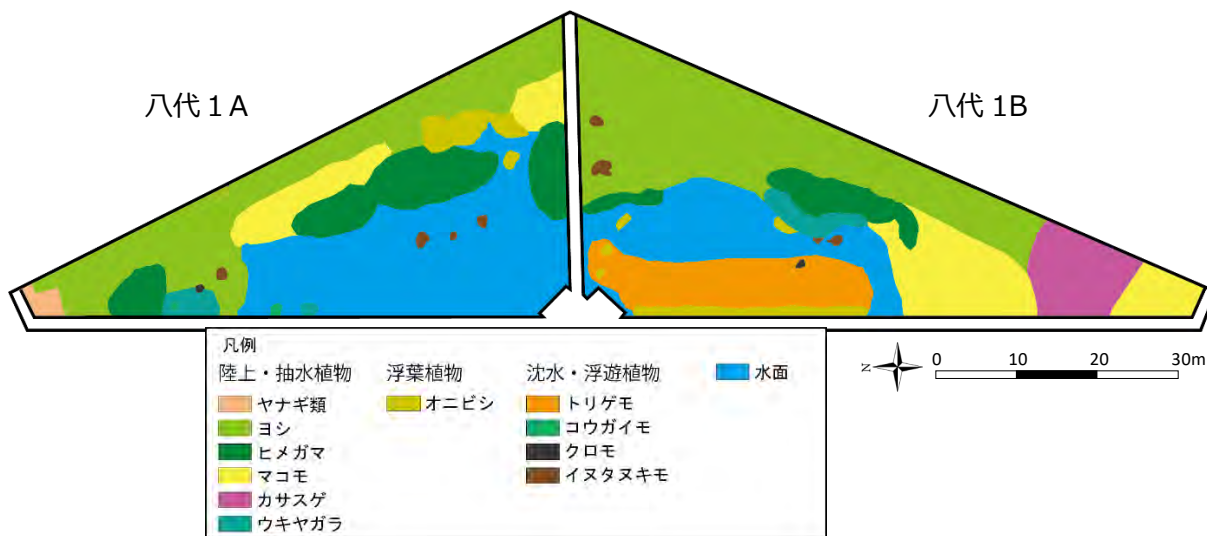 八代1A
八代1B
凡例
陸上・抽水植物
ヤナギ類
ヨシ
ヒメガマ
マコモ
カサスゲ
ウキヤガラ
浮葉植物
オニビシ
沈水・浮遊植物
トリゲモ
コウガイモ
クロモ
イヌタヌキモ
水面
N
0 10 20 30m